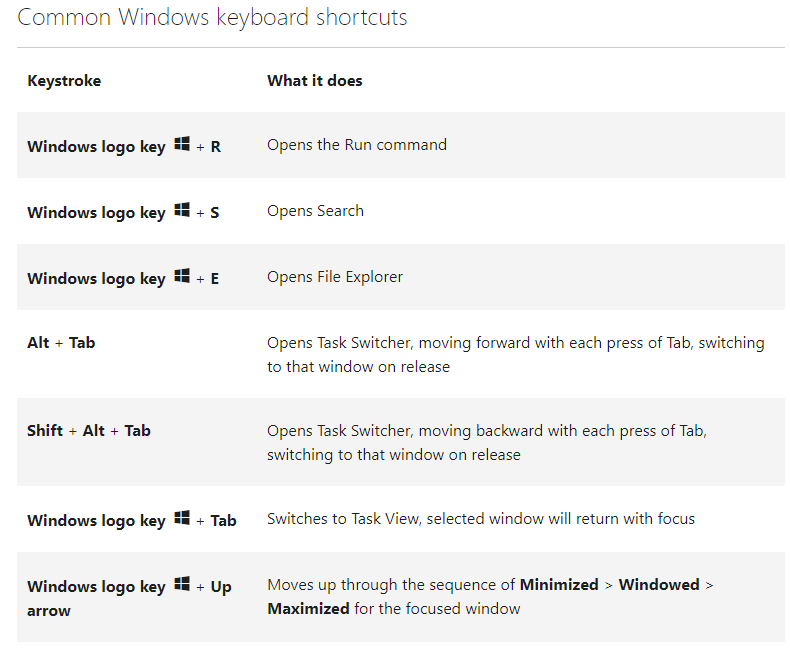 Common Windows keyboard shortcuts
Keystroke What it does
Windows logo key + R Opens the Run command
Windows logo key + S Opens Search
Windows logo key + E Opens File Explorer
Alt + Tab Opens Task Switcher, moving forward with each press of Tab, switching
to that window on release
Shift + Alt + Tab Opens Task Switcher, moving backward with each press of Tab,
switching to that window on release
Windows logo key + Tab Switches to Task View, selected window will return with focus
Windows logo key + Up Moves up through the sequence of Minimized > Windowed >
arrow Maximized for the focused window